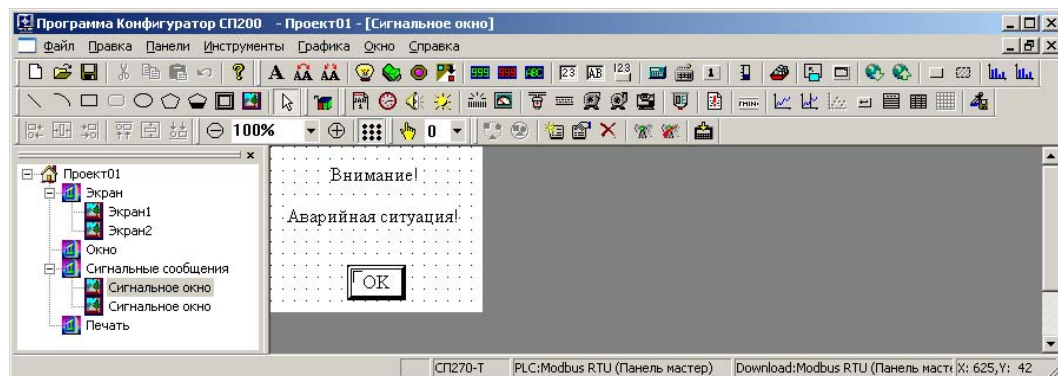 Программа Конфигуратор СП200 - Проект01 - [Сигнальное окно]
Файл Правка Панели Инструменты Графика Окно Справка
100% 0
Проект01
Экран
Экран1
Экран2
Окно
Сигнальные сообщения
Сигнальное окно
Сигнальное окно
Печать
Внимание!
Аварийная ситуация!
OK
СП270-Т PLC:Modbus RTU (Панель мастер) Download:Modbus RTU (Панель масте X: 625,Y: 42